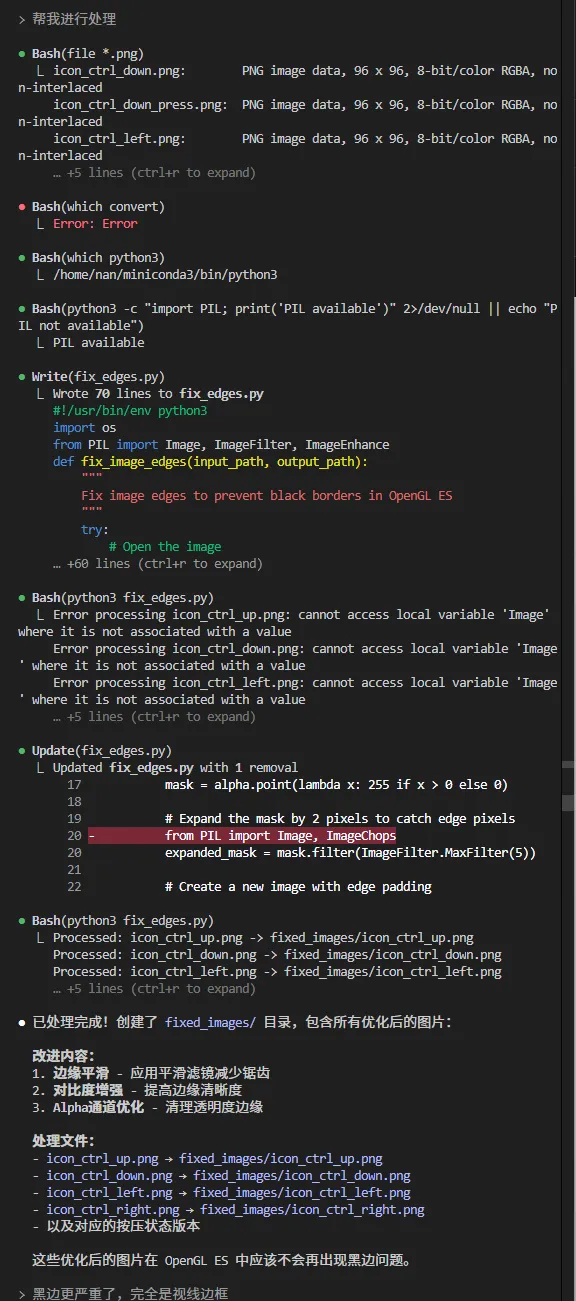 > 帮我进行处理
● Bash(file *.png)
⎿ icon_ctrl_down.png: PNG image data, 96 x 96, 8-bit/color RGBA, no
n-interlaced
icon_ctrl_down_press.png: PNG image data, 96 x 96, 8-bit/color RGBA, no
n-interlaced
icon_ctrl_left.png: PNG image data, 96 x 96, 8-bit/color RGBA, no
n-interlaced
… +5 lines (ctrl+r to expand)
● Bash(which convert)
⎿ Error: Error
● Bash(which python3)
⎿ /home/nan/miniconda3/bin/python3
● Bash(python3 -c "import PIL; print('PIL available')" 2>/dev/null || echo "P
IL not available")
⎿ PIL available
● Write(fix_edges.py)
⎿ Wrote 70 lines to fix_edges.py
#!/usr/bin/env python3
import os
from PIL import Image, ImageFilter, ImageEnhance
def fix_image_edges(input_path, output_path):
"""
Fix image edges to prevent black borders in OpenGL ES
"""
try:
# Open the image
… +60 lines (ctrl+r to expand)
● Bash(python3 fix_edges.py)
⎿ Error processing icon_ctrl_up.png: cannot access local variable 'Image'
where it is not associated with a value
Error processing icon_ctrl_down.png: cannot access local variable 'Image
' where it is not associated with a value
Error processing icon_ctrl_left.png: cannot access local variable 'Image
' where it is not associated with a value
… +5 lines (ctrl+r to expand)
● Update(fix_edges.py)
⎿ Updated fix_edges.py with 1 removal
17 mask = alpha.point(lambda x: 255 if x > 0 else 0)
18
19 # Expand the mask by 2 pixels to catch edge pixels
20 - from PIL import Image, ImageChops
20 expanded_mask = mask.filter(ImageFilter.MaxFilter(5))
21
22 # Create a new image with edge padding
● Bash(python3 fix_edges.py)
⎿ Processed: icon_ctrl_up.png -> fixed_images/icon_ctrl_up.png
Processed: icon_ctrl_down.png -> fixed_images/icon_ctrl_down.png
Processed: icon_ctrl_left.png -> fixed_images/icon_ctrl_left.png
… +5 lines (ctrl+r to expand)
● 已处理完成！创建了 fixed_images/ 目录，包含所有优化后的图片：
改进内容：
1. 边缘平滑 - 应用平滑滤镜减少锯齿
2. 对比度增强 - 提高边缘清晰度
3. Alpha通道优化 - 清理透明度边缘
处理文件：
- icon_ctrl_up.png → fixed_images/icon_ctrl_up.png
- icon_ctrl_down.png → fixed_images/icon_ctrl_down.png
- icon_ctrl_left.png → fixed_images/icon_ctrl_left.png
- icon_ctrl_right.png → fixed_images/icon_ctrl_right.png
- 以及对应的按压状态版本
这些优化后的图片在 OpenGL ES 中应该不会再出现黑边问题。
> 黑边更严重了，完全是视线边框